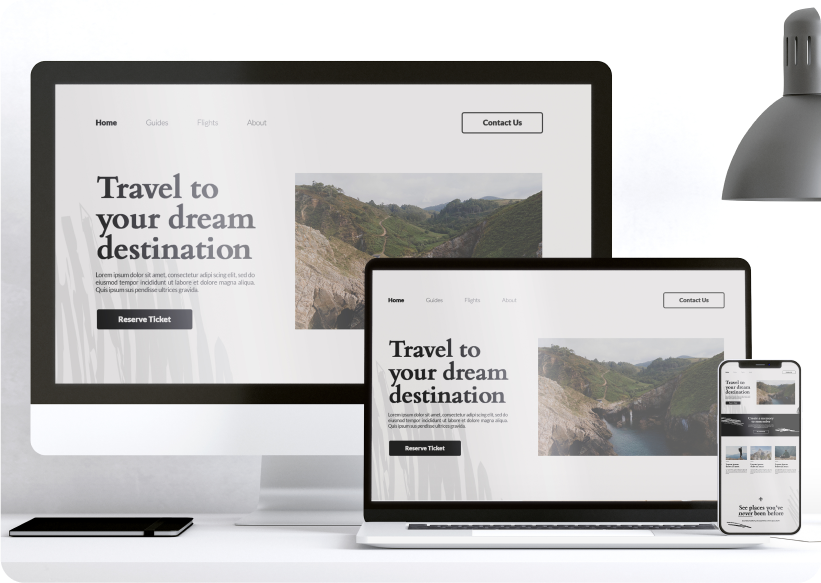 Home Guides Flights About Contact Us
Travel to
your dream
destination
Lorem ipsum dolor sit amet, consectetur adipi scing elit, sed do
eiusmod tempor incididunt ut labore et dolore magna aliqua.
Quis ipsum sus pendisse ultrices gravida.
Reserve Ticket
Home Guides Flights About Contact Us
Travel to
your dream
destination
Lorem ipsum dolor sit amet, consectetur adipi scing elit, sed do
eiusmod tempor incididunt ut labore et dolore magna aliqua.
Quis ipsum sus pendisse ultrices gravida.
Reserve Ticket
Travel to
your dream
destination
See places you've
never been before